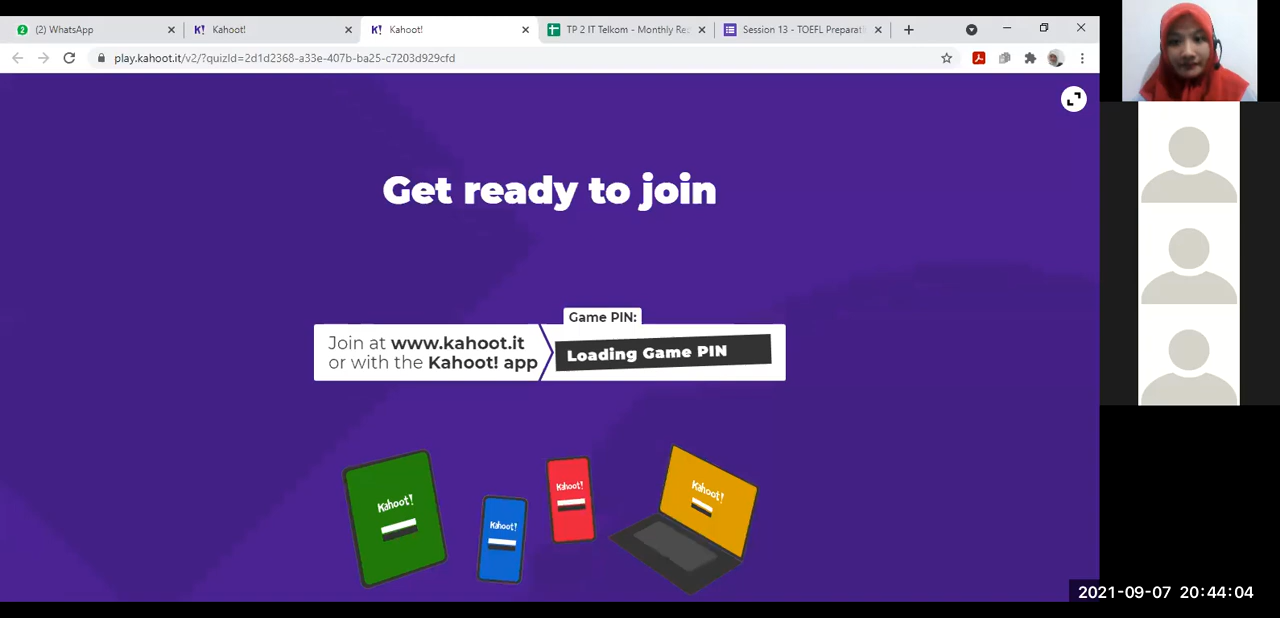 (2) WhatsApp
Kahoot!
Kahoot!
TP 2 IT Telkom - Monthly Re
Session 13 - TOEFL Preparat
play.kahoot.it/v2/?quizId=2d1d2368-a33e-407b-ba25-c7203d929cfd
Get ready to join
Game PIN:
Join at www.kahoot.it
or with the Kahoot! app
Loading Game PIN
Kahoot!
Kahoot!
Kahoot!
Kahoot!
2021-09-07 20:44:04